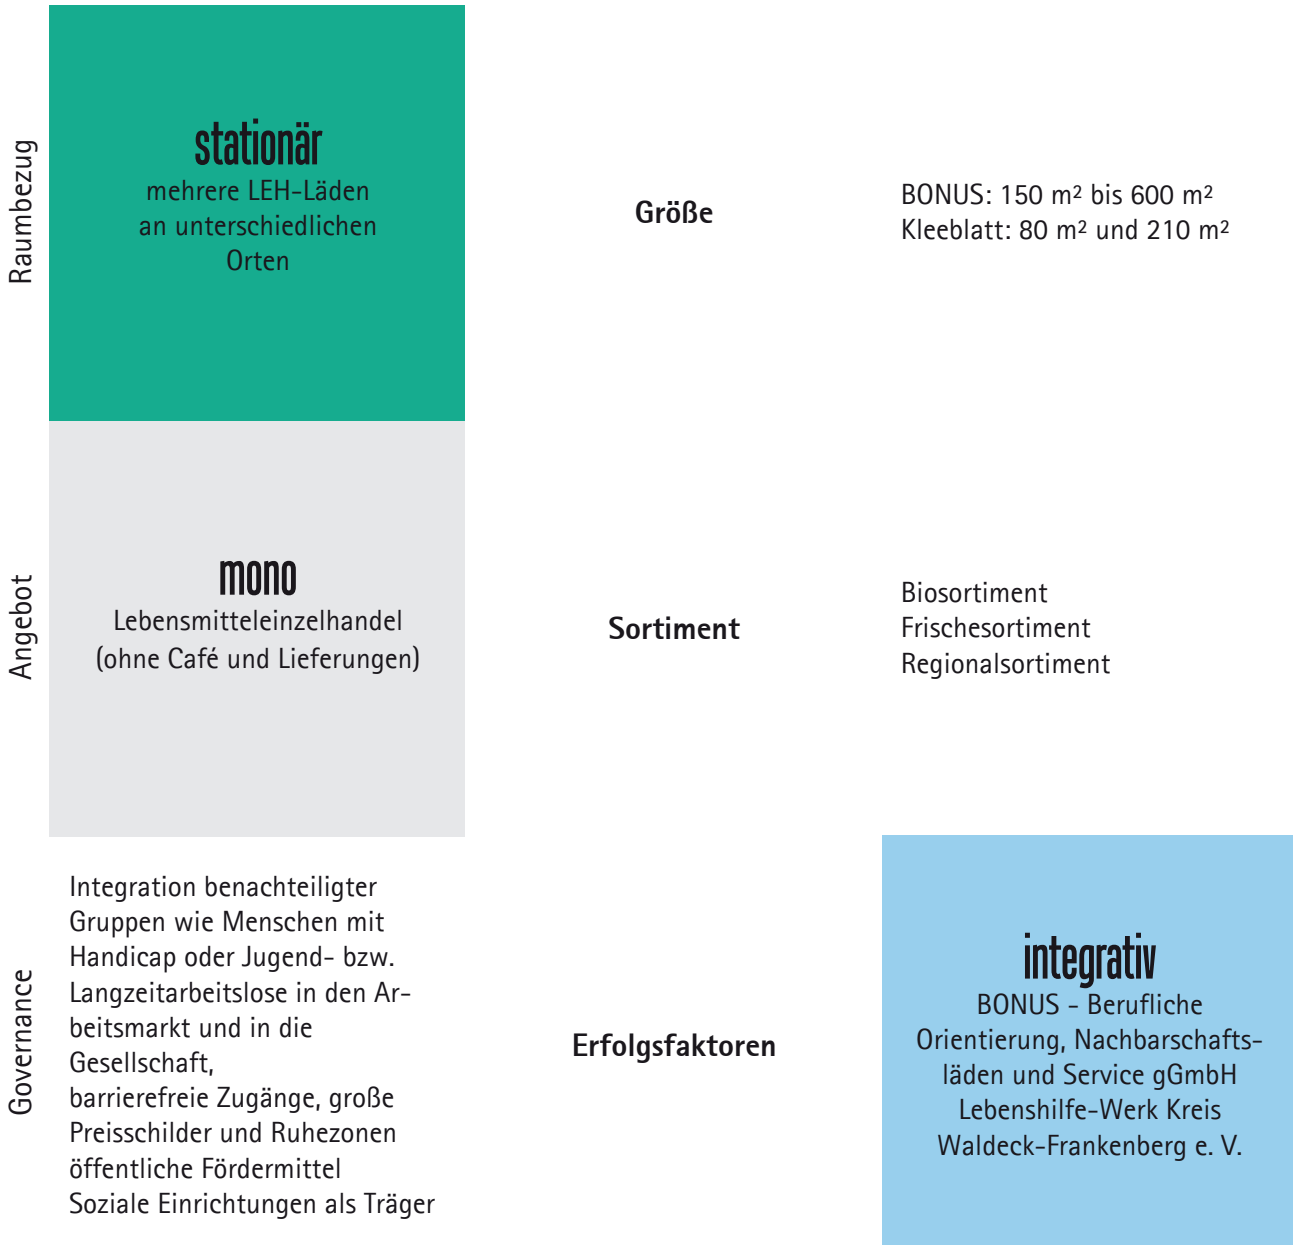 Raumbezug
stationär
mehrere LEH-Läden
an unterschiedlichen
Orten
Größe
BONUS: 150 m² bis 600 m²
Kleeblatt: 80 m² und 210 m²
Angebot
mono
Lebensmitteleinzelhandel
(ohne Café und Lieferungen)
Sortiment
Biosortiment
Frischesortiment
Regionalsortiment
Governance
Integration benachteiligter
Gruppen wie Menschen mit
Handicap oder Jugend- bzw.
Langzeitarbeitslose in den Ar-
beitsmarkt und in die
Gesellschaft,
barrierefreie Zugänge, große
Preisschilder und Ruhezonen
öffentliche Fördermittel
Soziale Einrichtungen als Träger
Erfolgsfaktoren
integrativ
BONUS - Berufliche
Orientierung, Nachbarschafts-
läden und Service gGmbH
Lebenshilfe-Werk Kreis
Waldeck-Frankenberg e. V.